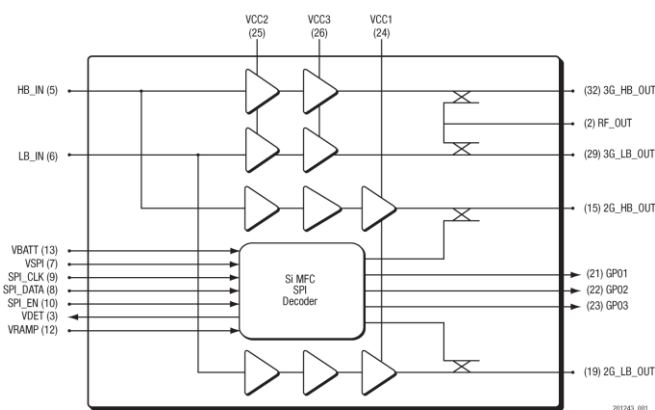 VCC2
(25)
VCC3
(26)
VCC1
(24)
HB_IN (5)
(32) 3G_HB_OUT
(2) RF_OUT
LB_IN (6)
(29) 3G_LB_OUT
(15) 2G_HB_OUT
VBATT (13)
VSPI (7)
SPI_CLK (9)
SPI_DATA (8)
SPI_EN (10)
VDET (3)
VRAMP (12)
Si MFC
SPI
Decoder
(21) GP01
(22) GP02
(23) GP03
(19) 2G_LB_OUT
201243_001